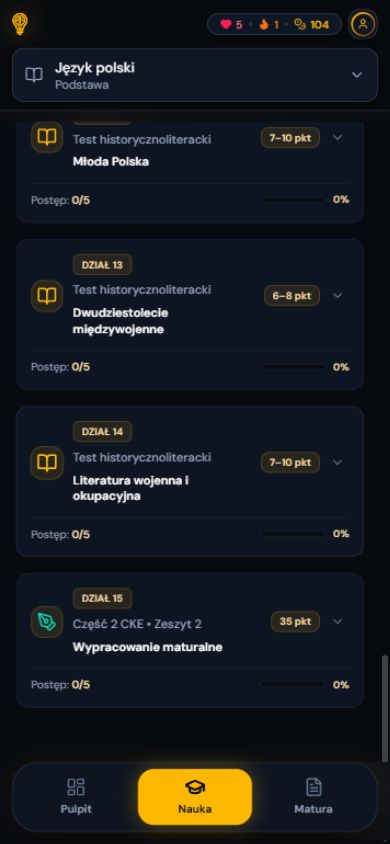 5 • 1 • 104
Język polski
Podstawa
Test historycznoliteracki
7–10 pkt
Młoda Polska
Postęp: 0/5
0%
DZIAŁ 13
Test historycznoliteracki
6–8 pkt
Dwudziestolecie
międzywojenne
Postęp: 0/5
0%
DZIAŁ 14
Test historycznoliteracki
7–10 pkt
Literatura wojenna i
okupacyjna
Postęp: 0/5
0%
DZIAŁ 15
Część 2 CKE • Zeszyt 2
35 pkt
Wypracowanie maturalne
Postęp: 0/5
0%
Pulpit
Nauka
Matura